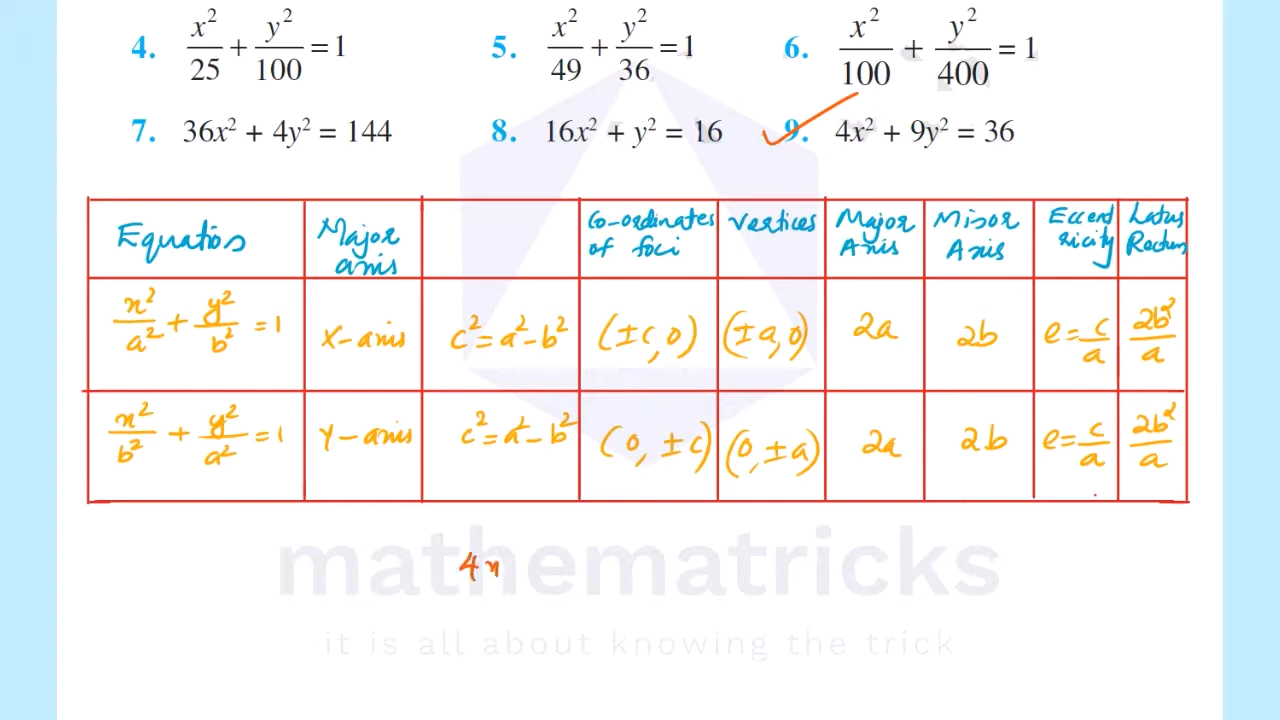 4. x²/25 + y²/100 = 1 5. x²/49 + y²/36 = 1 6. x²/100 + y²/400 = 1
7. 36x² + 4y² = 144 8. 16x² + y² = 16 9. 4x² + 9y² = 36
Equation Major axis Co-ordinates of foci Vertices Major Axis Minor Axis Eccentricity Latus Rectum
x²/a² + y²/b² = 1 X-axis c² = a² - b² (±c, 0) (±a, 0) 2a 2b e = c/a 2b²/a
x²/b² + y²/a² = 1 Y-axis c² = a² - b² (0, ±c) (0, ±a) 2a 2b e = c/a 2b²/a
4x
mathematricks
it is all about knowing the trick